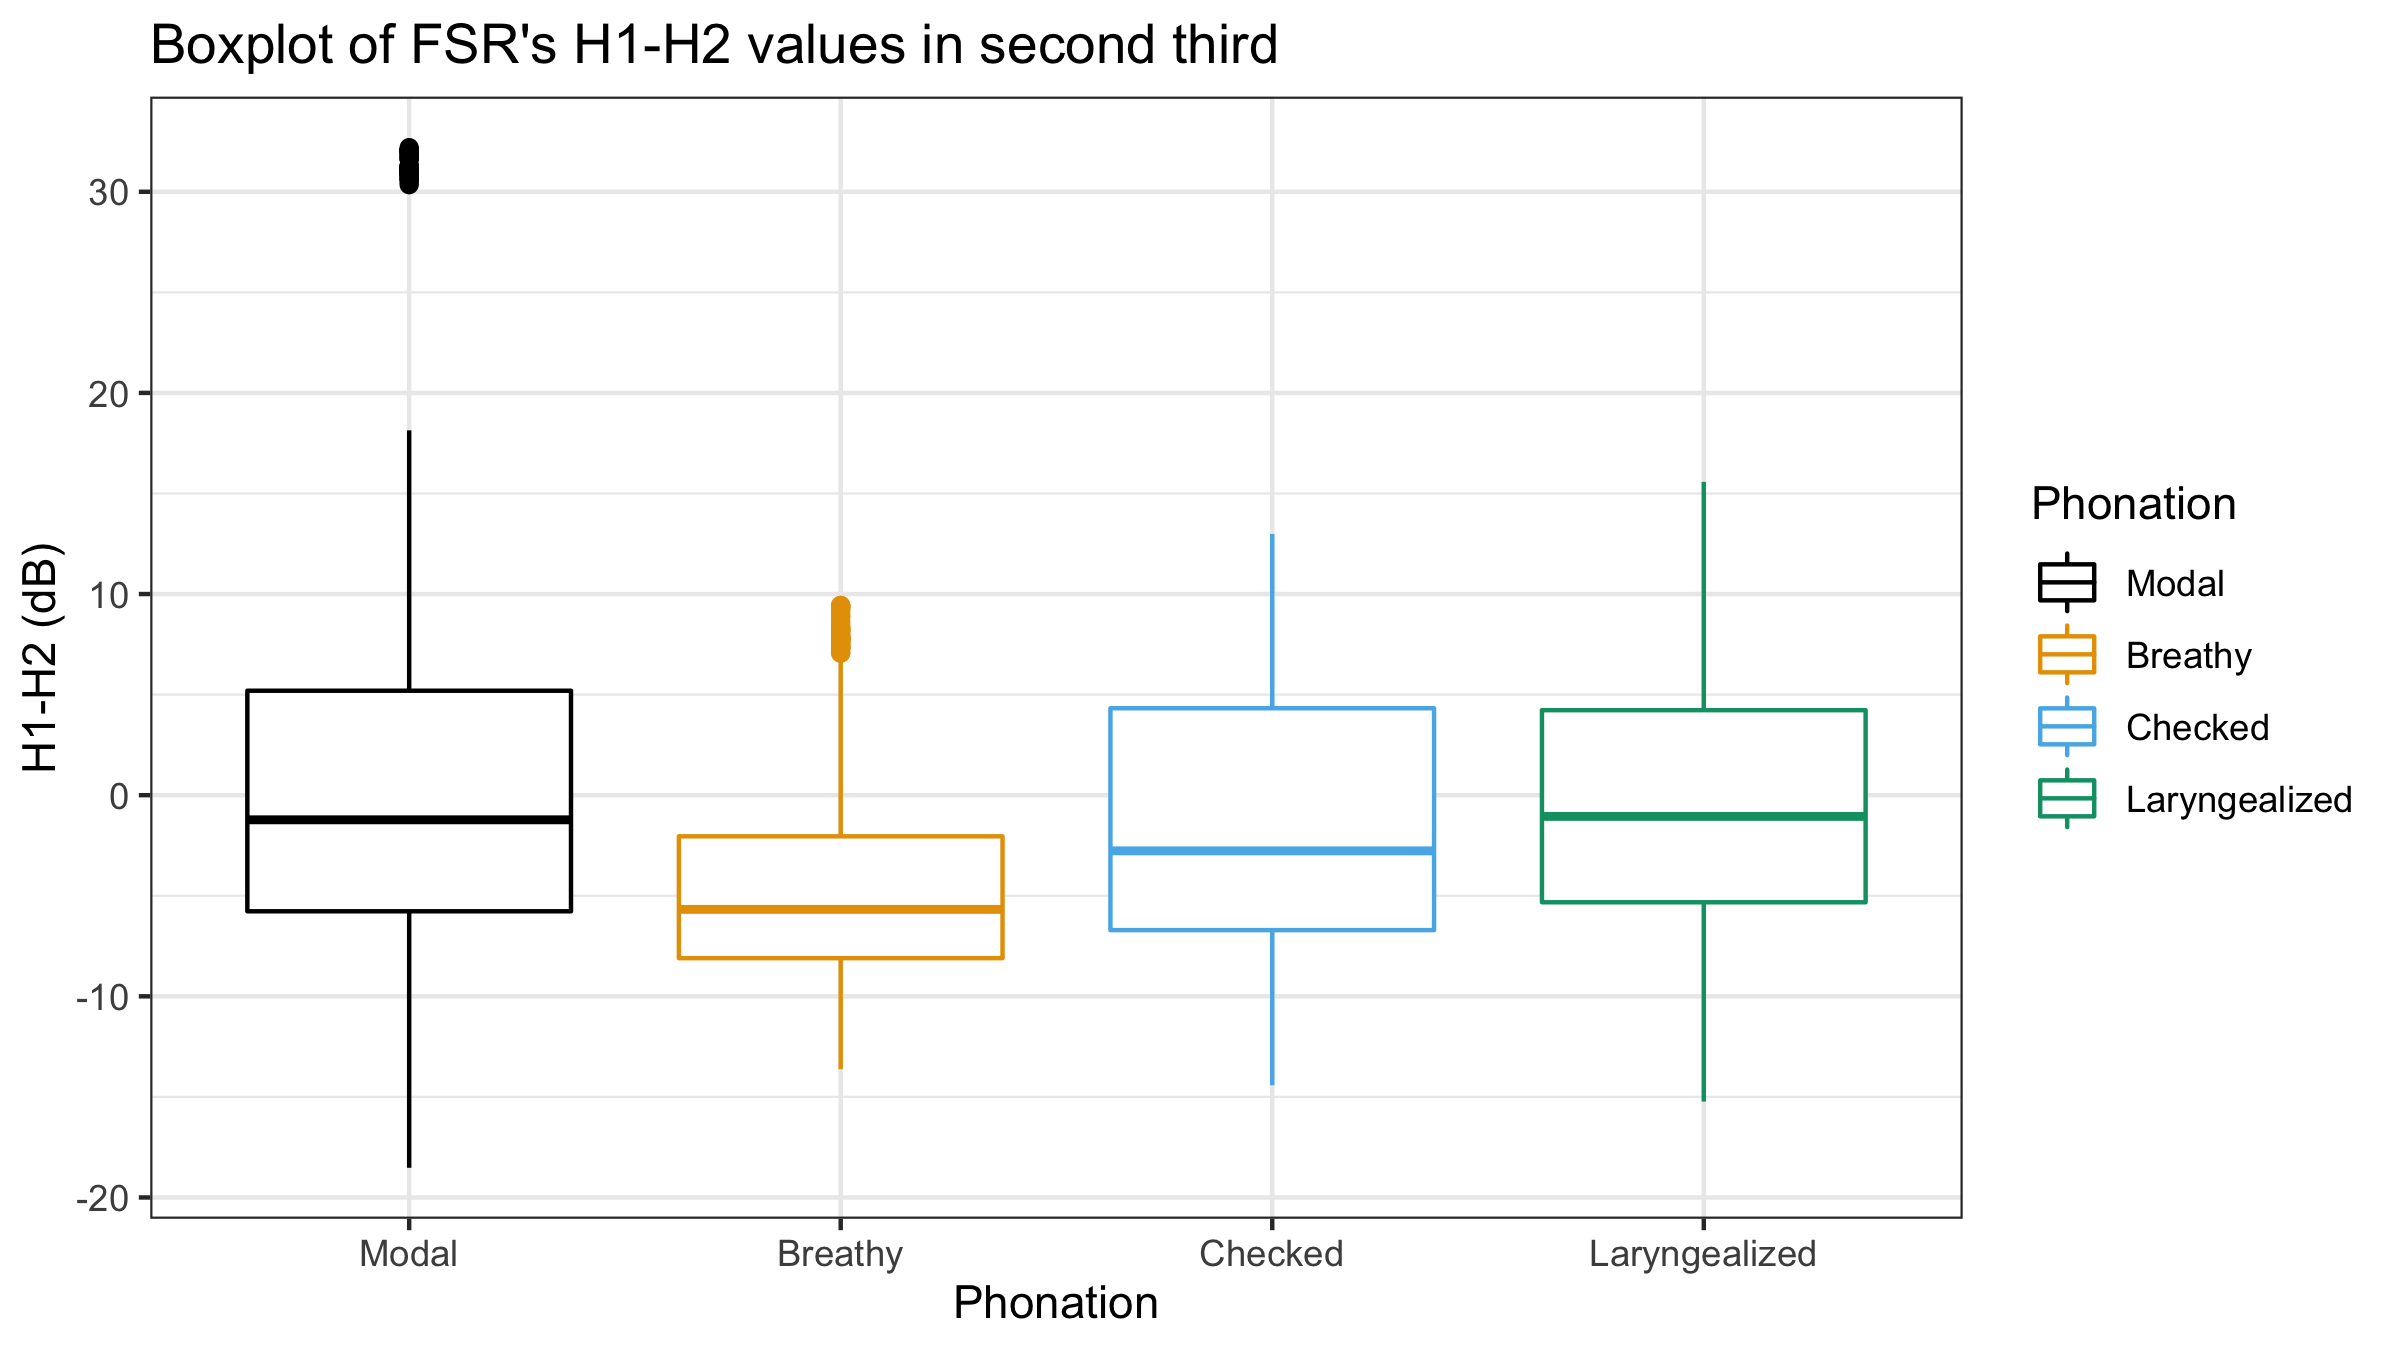 Boxplot of FSR's H1-H2 values in second third
H1-H2 (dB)
30
20
10
0
-10
-20
Modal
Breathy
Checked
Laryngealized
Phonation
Phonation
Modal
Breathy
Checked
Laryngealized